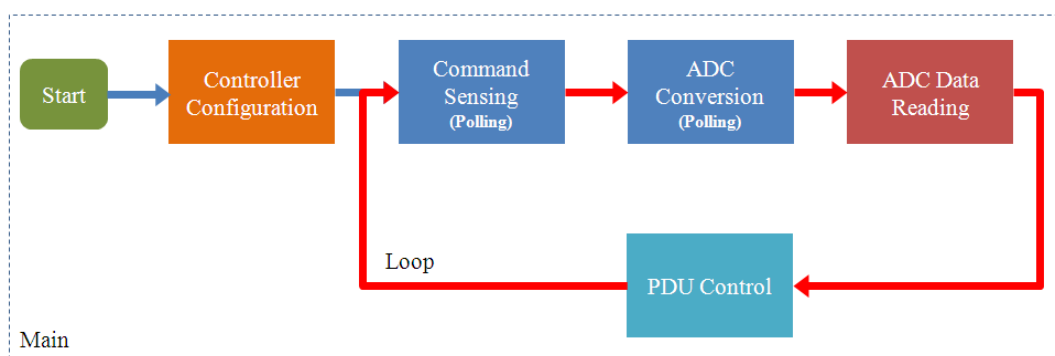 Start
Controller
Configuration
Command
Sensing
(Polling)
ADC
Conversion
(Polling)
ADC Data
Reading
Loop
PDU Control
Main